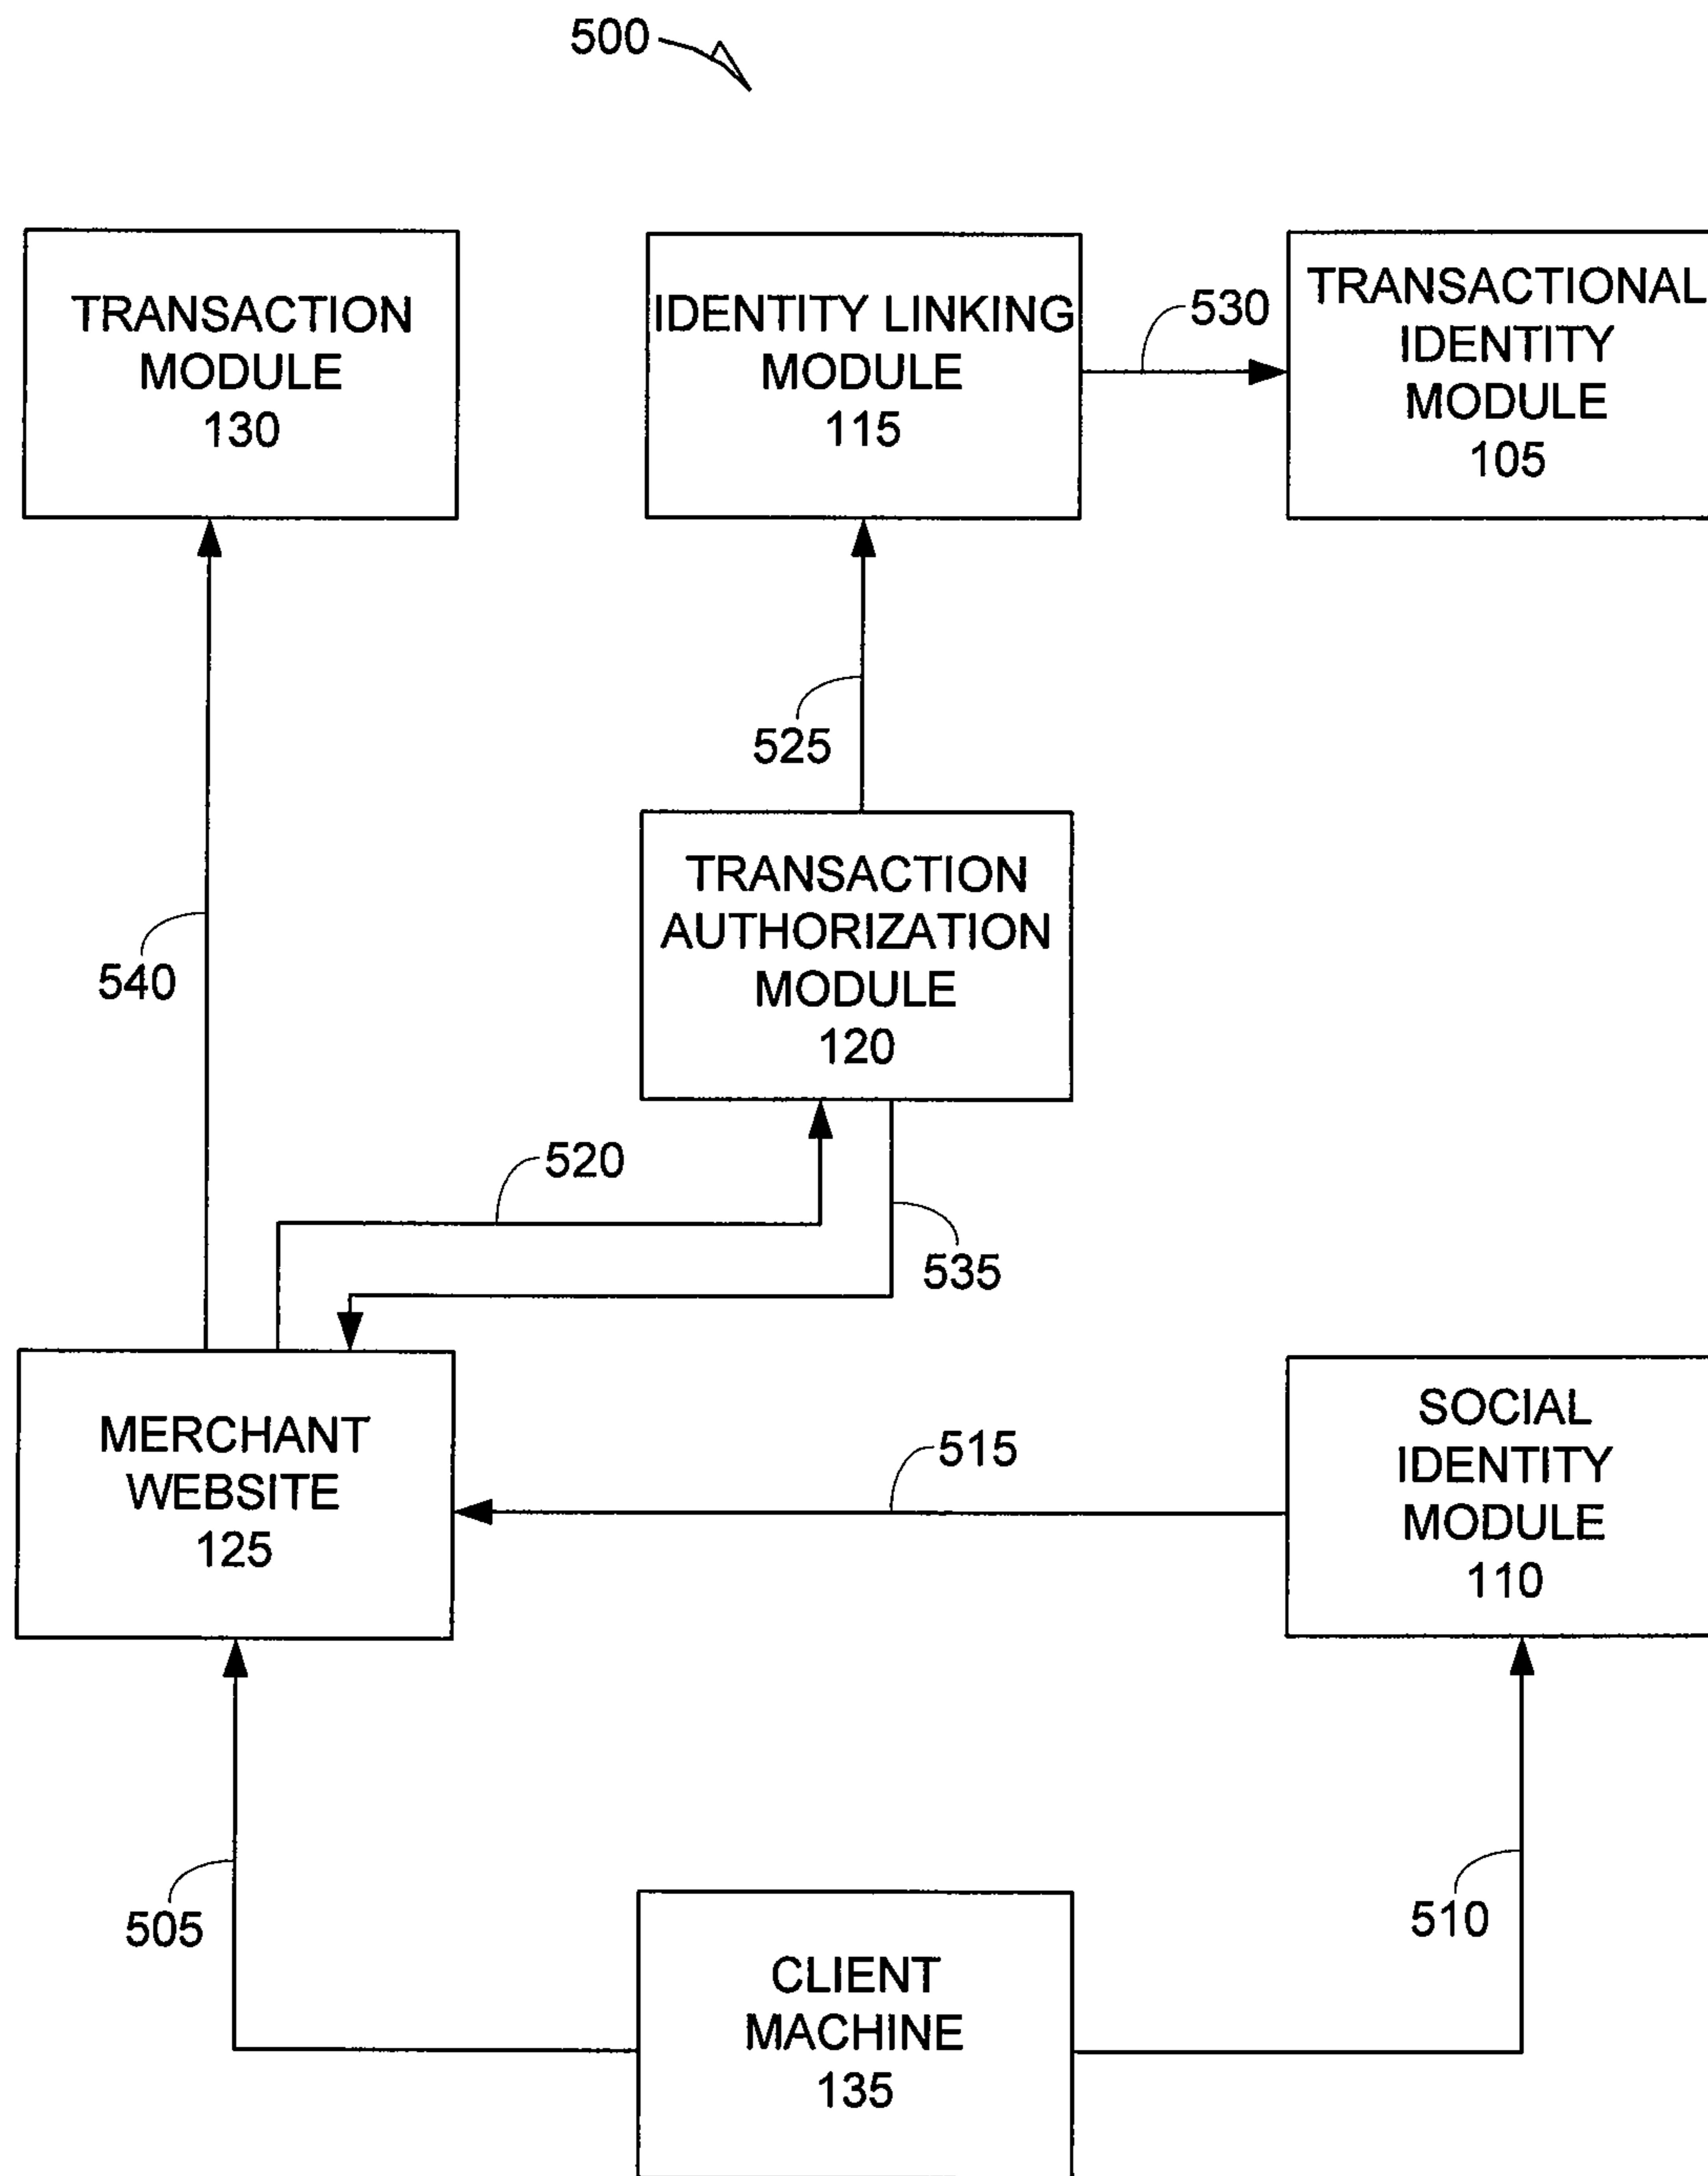 500
TRANSACTION
MODULE
130
IDENTITY LINKING
MODULE
115
530
TRANSACTIONAL
IDENTITY
MODULE
105
525
TRANSACTION
AUTHORIZATION
MODULE
120
540
520
535
MERCHANT
WEBSITE
125
515
SOCIAL
IDENTITY
MODULE
110
505
510
CLIENT
MACHINE
135